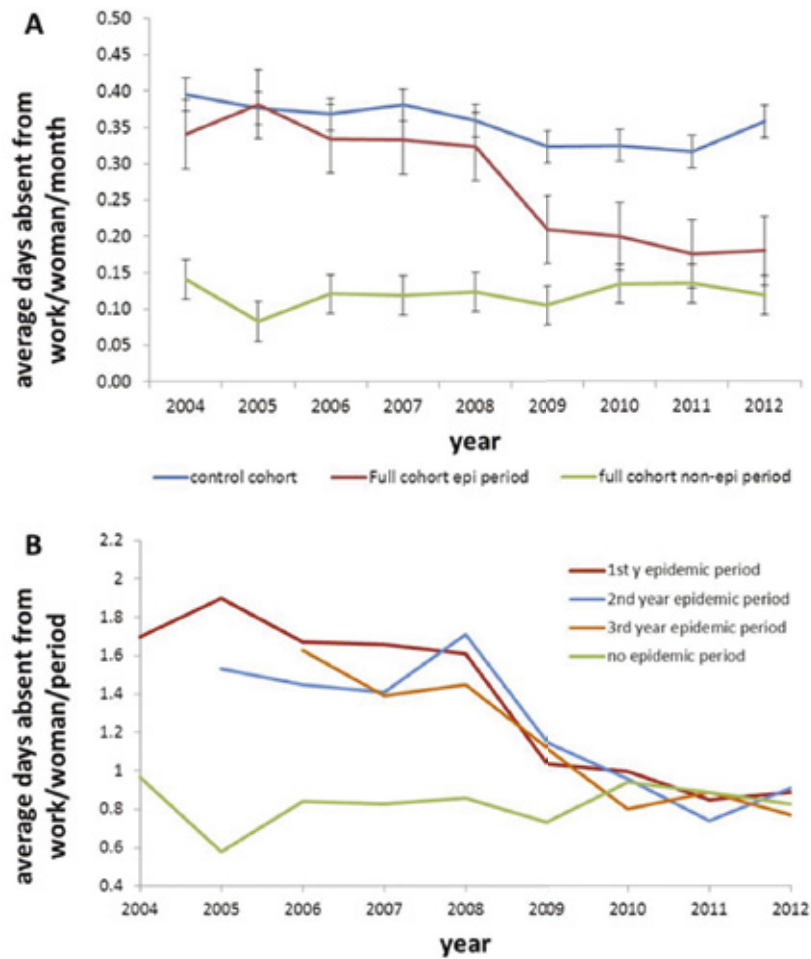 A
average days absent from
work/woman/month
0.50
0.45
0.40
0.35
0.30
0.25
0.20
0.15
0.10
0.05
0.00
2004 2005 2006 2007 2008 2009 2010 2011 2012
year
control cohort Full cohort epi period full cohort non-epi period
B
average days absent from
work/woman/period
2.2
2
1.8
1.6
1.4
1.2
1
0.8
0.6
0.4
1st y epidemic period
2nd year epidemic period
3rd year epidemic period
no epidemic period
2004 2005 2006 2007 2008 2009 2010 2011 2012
year